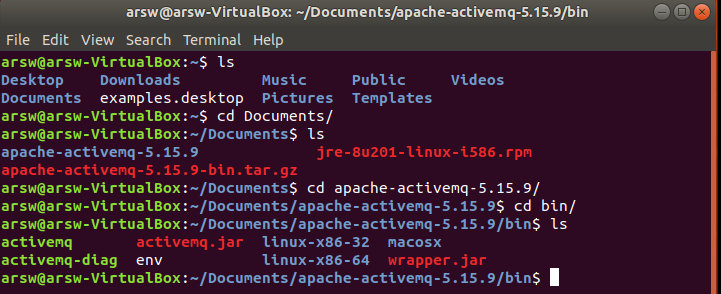 arsw@arsw-VirtualBox: ~/Documents/apache-activemq-5.15.9/bin
File Edit View Search Terminal Help
arsw@arsw-VirtualBox:~$ ls
Desktop Downloads Music Public Videos
Documents examples.desktop Pictures Templates
arsw@arsw-VirtualBox:~$ cd Documents/
arsw@arsw-VirtualBox:~/Documents$ ls
apache-activemq-5.15.9 jre-8u201-linux-i586.rpm
apache-activemq-5.15.9-bin.tar.gz
arsw@arsw-VirtualBox:~/Documents$ cd apache-activemq-5.15.9/
arsw@arsw-VirtualBox:~/Documents/apache-activemq-5.15.9$ cd bin/
arsw@arsw-VirtualBox:~/Documents/apache-activemq-5.15.9/bin$ ls
activemq activemq.jar linux-x86-32 macosx
activemq-diag env linux-x86-64 wrapper.jar
arsw@arsw-VirtualBox:~/Documents/apache-activemq-5.15.9/bin$